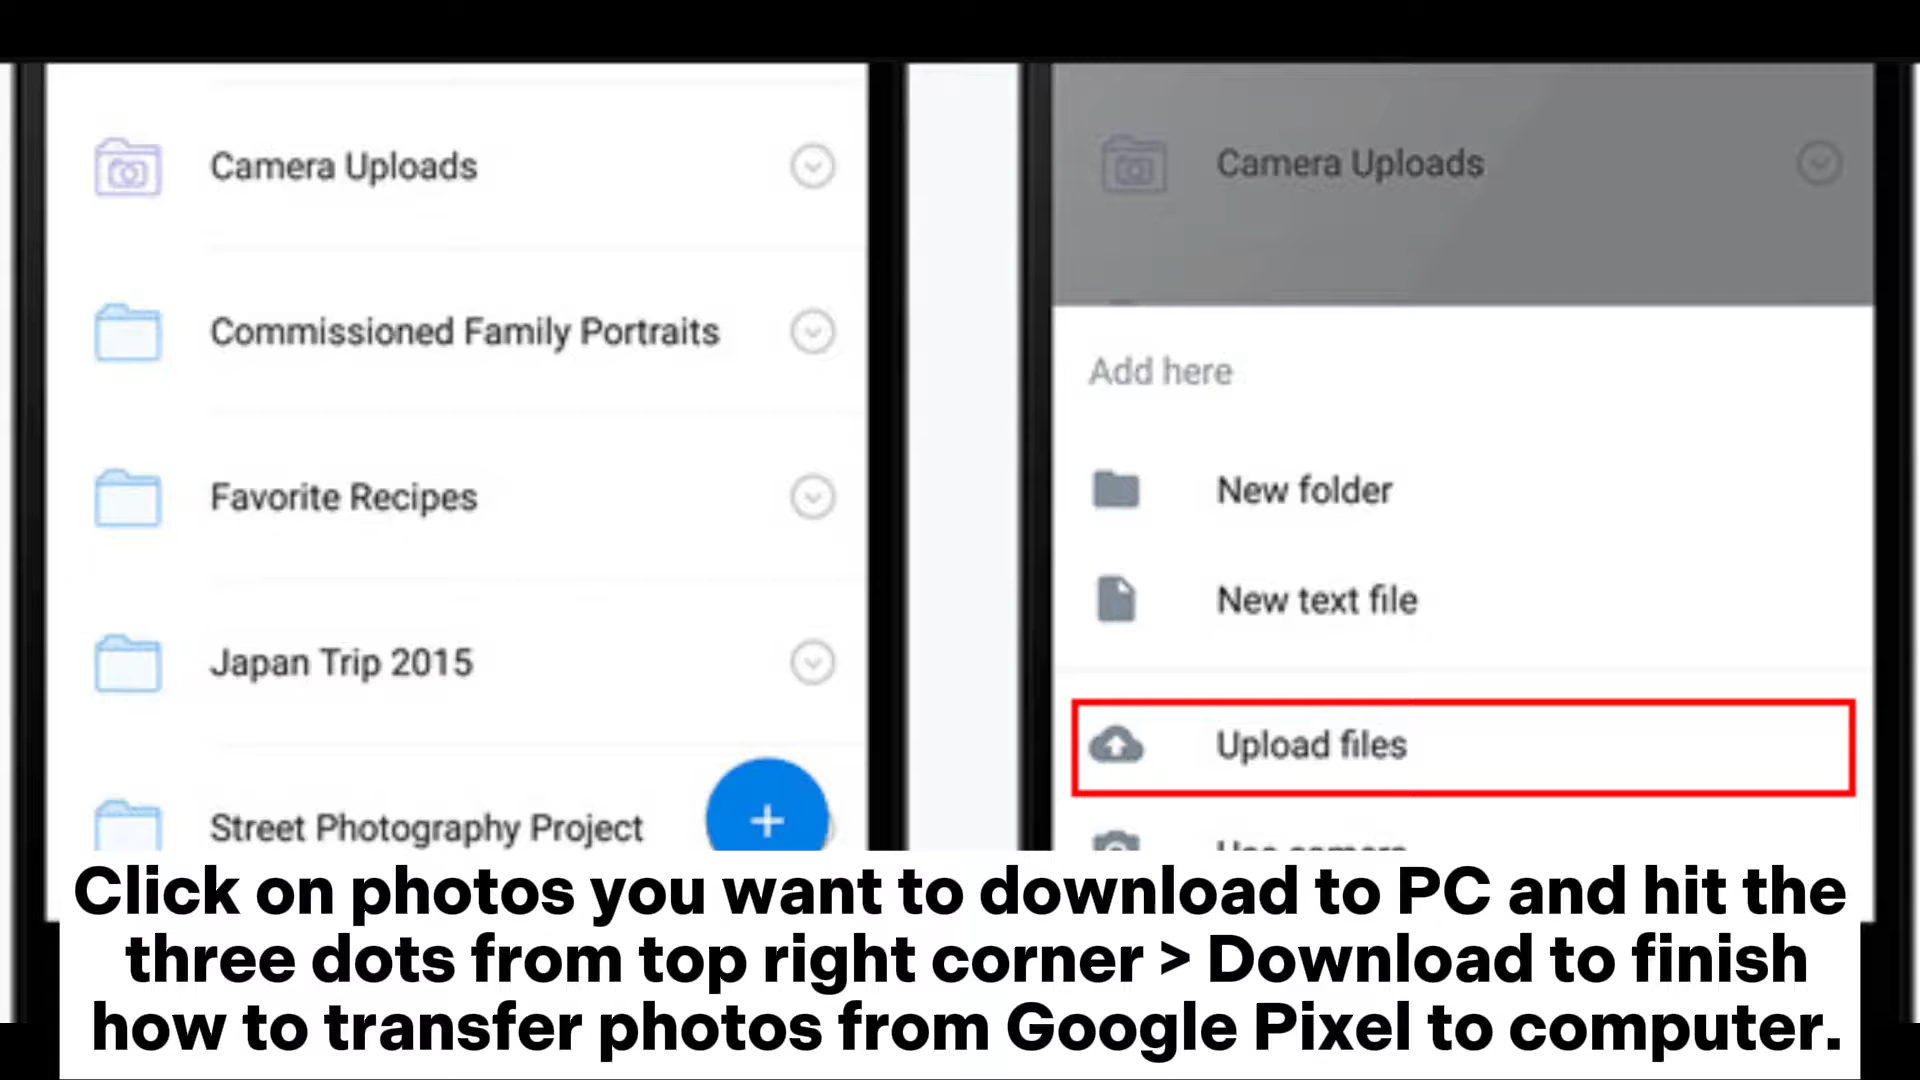 Camera Uploads
Commissioned Family Portraits
Favorite Recipes
Japan Trip 2015
Street Photography Project
Camera Uploads
Add here
New folder
New text file
Upload files
Click on photos you want to download to PC and hit the
three dots from top right corner > Download to finish
how to transfer photos from Google Pixel to computer.